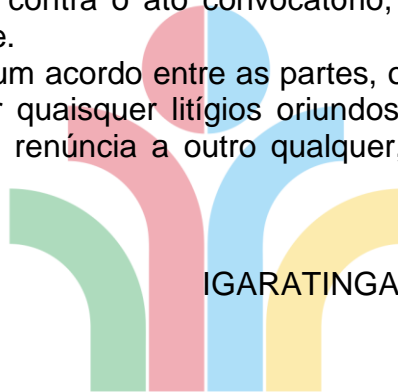 contra o ato convocatório,
e.
um acordo entre as partes, o
r quaisquer litígios oriundos
renúncia a outro qualquer,
IGARATINGA